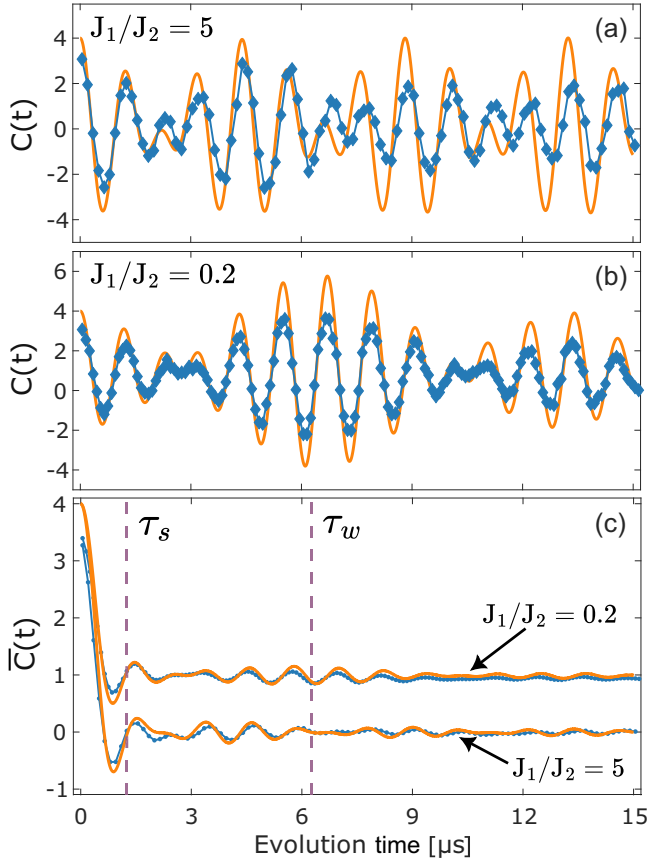 J₁/J₂ = 5
(a)
4
2
0
-2
-4
C(t)
J₁/J₂ = 0.2
(b)
6
4
2
0
-2
-4
C(t)
τₛ
τ_w
(c)
4
3
2
1
0
-1
C̅(t)
J₁/J₂ = 0.2
J₁/J₂ = 5
0 3 6 9 12 15
Evolution time [μs]